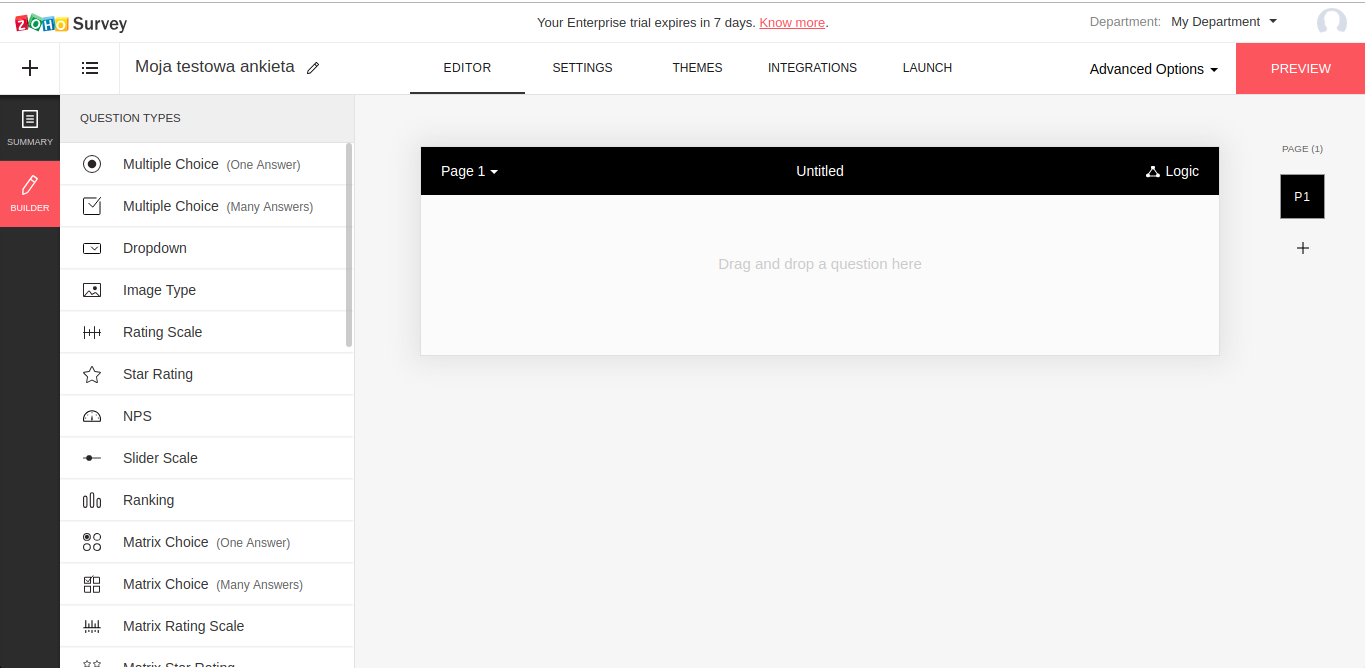 ZOHO Survey
Your Enterprise trial expires in 7 days. Know more.
Department: My Department
Moja testowa ankieta
EDITOR
SETTINGS
THEMES
INTEGRATIONS
LAUNCH
Advanced Options
PREVIEW
SUMMARY
BUILDER
QUESTION TYPES
Multiple Choice (One Answer)
Multiple Choice (Many Answers)
Dropdown
Image Type
Rating Scale
Star Rating
NPS
Slider Scale
Ranking
Matrix Choice (One Answer)
Matrix Choice (Many Answers)
Matrix Rating Scale
Matrix Star Rating
Page 1
Untitled
Logic
Drag and drop a question here
PAGE (1)
P1